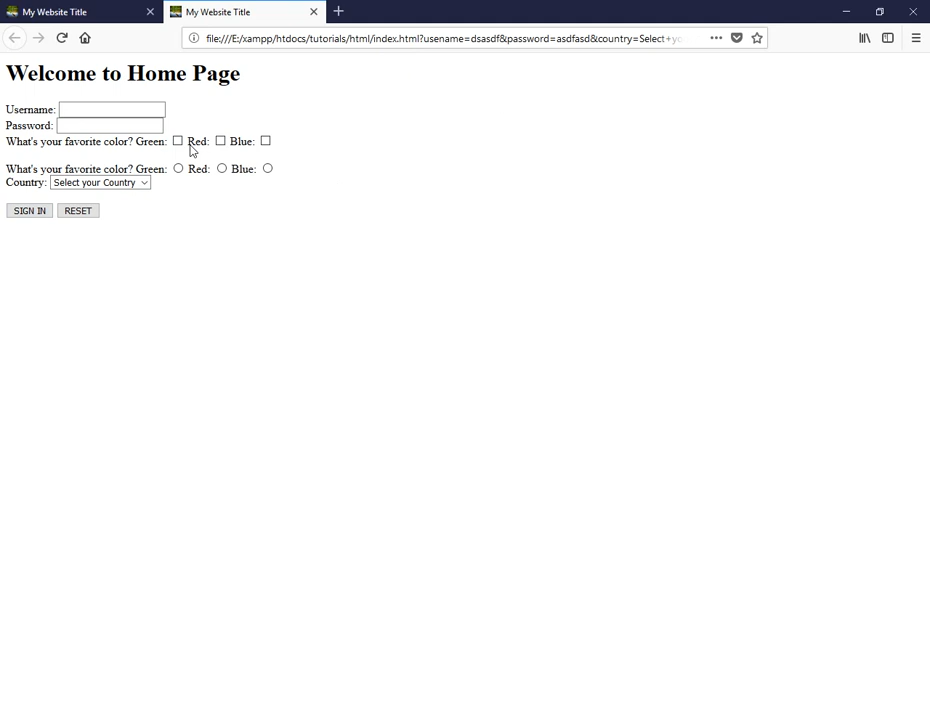 My Website Title
My Website Title
file:///E:/xampp/htdocs/tutorials/html/index.html?usename=dsasdf&password=asdfasd&country=Select+yo
Welcome to Home Page
Username:
Password:
What's your favorite color? Green: Red: Blue:
What's your favorite color? Green: Red: Blue:
Country: Select your Country
SIGN IN RESET